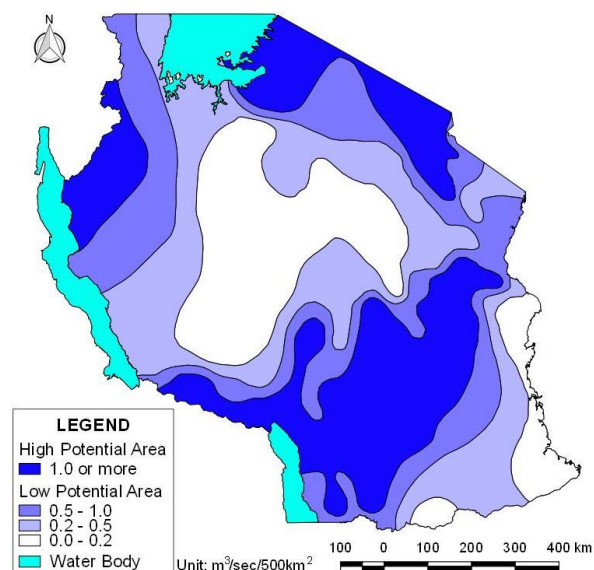 N
LEGEND
High Potential Area
1.0 or more
Low Potential Area
0.5 - 1.0
0.2 - 0.5
0.0 - 0.2
Water Body
Unit: m³/sec/500km²
100 0 100 200 300 400 km